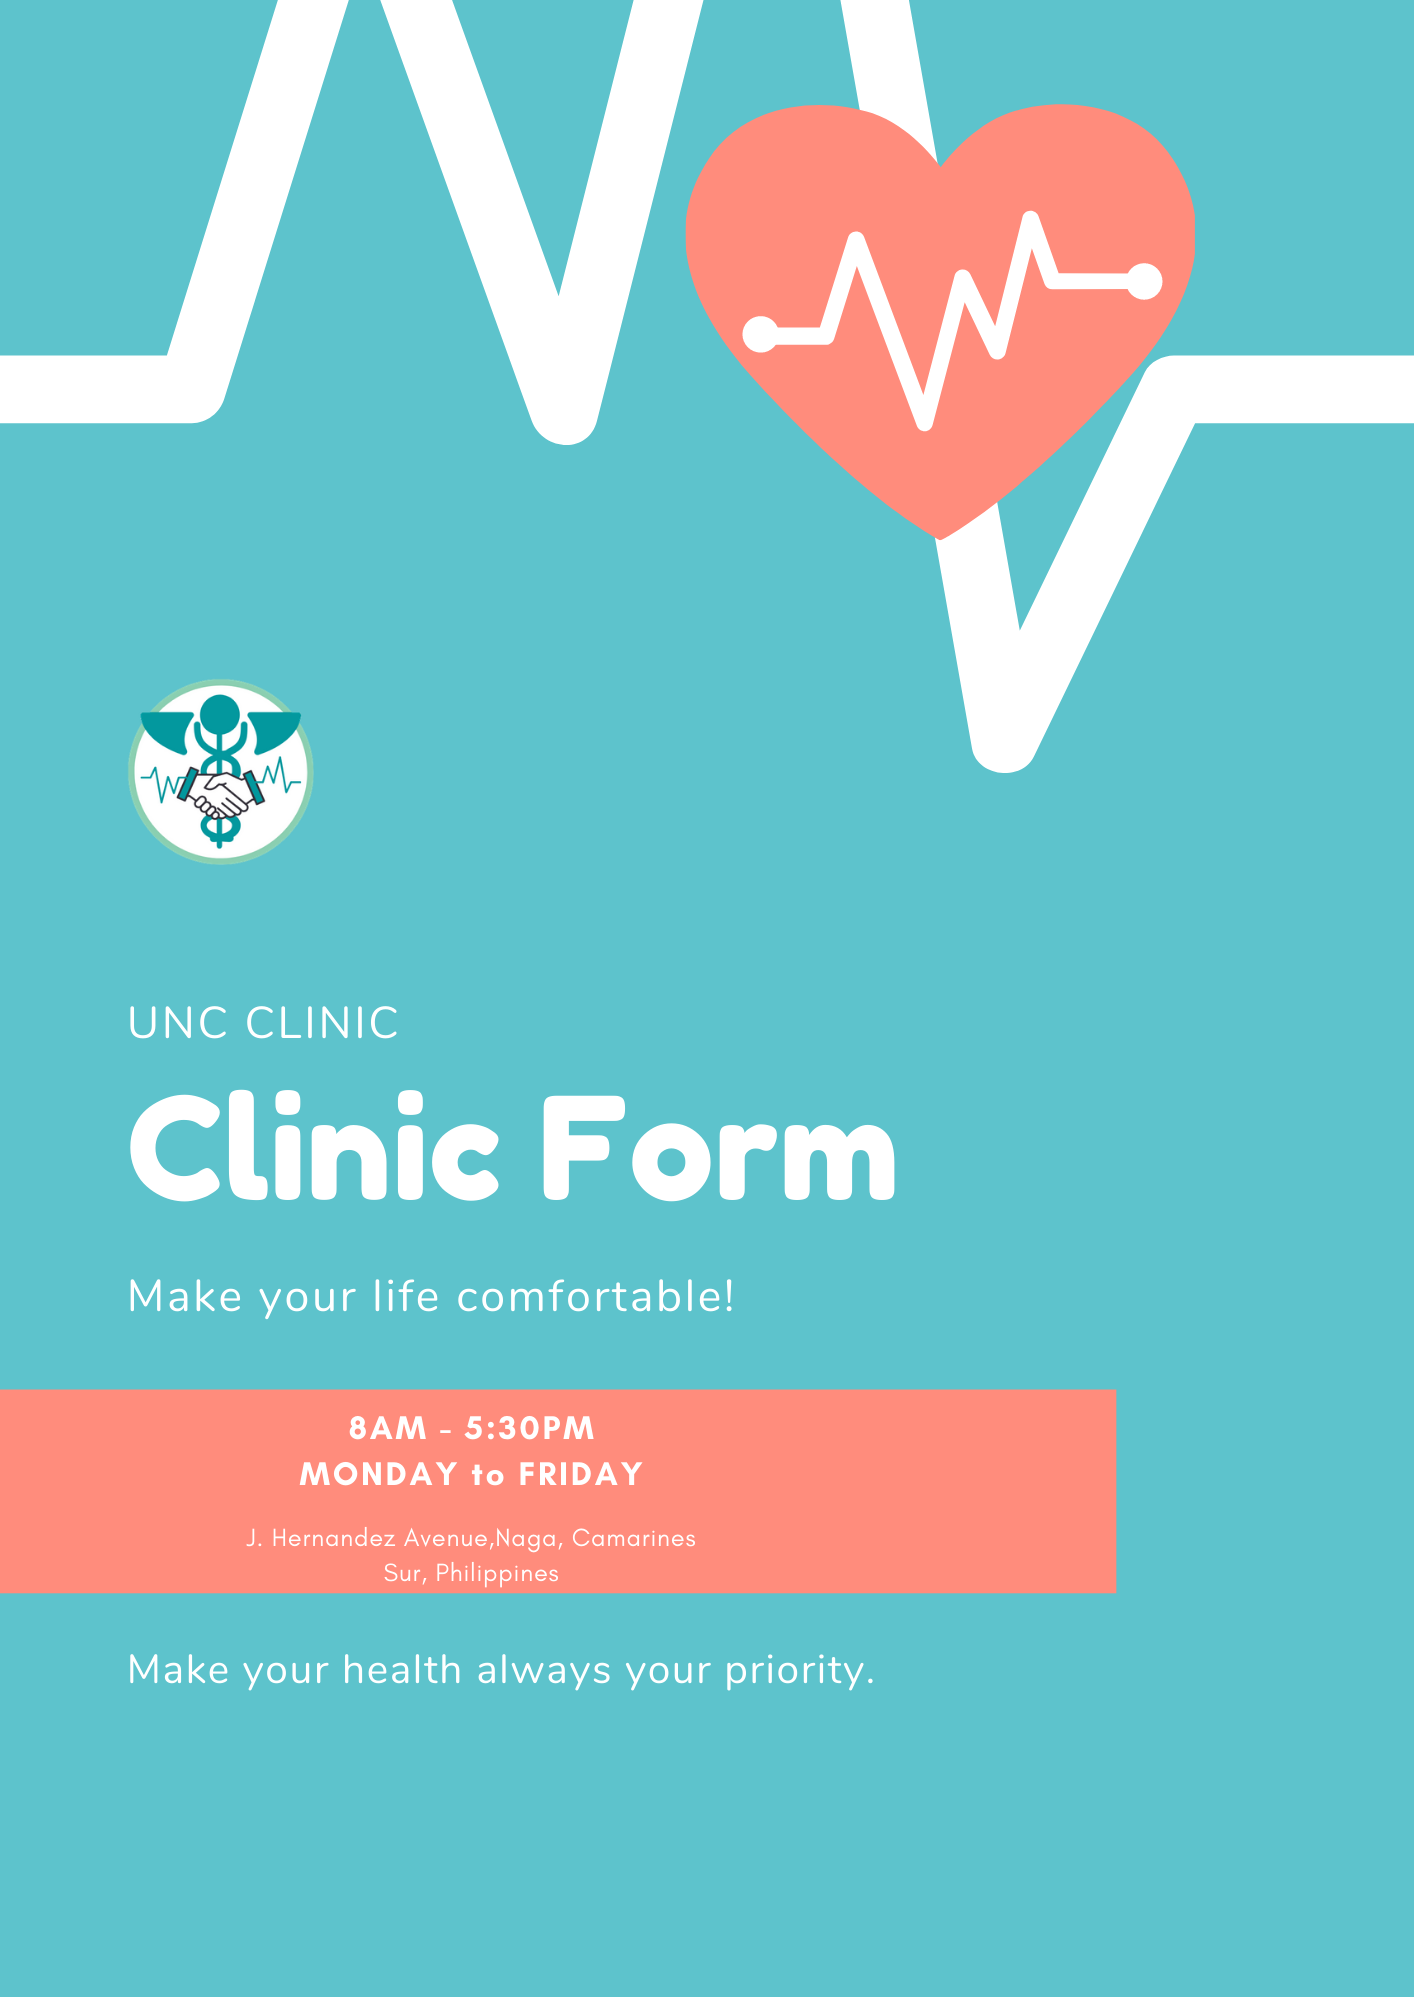 UNC CLINIC
Clinic Form
Make your life comfortable!
8AM - 5:30PM
MONDAY to FRIDAY
J. Hernandez Avenue,Naga, Camarines
Sur, Philippines
Make your health always your priority.